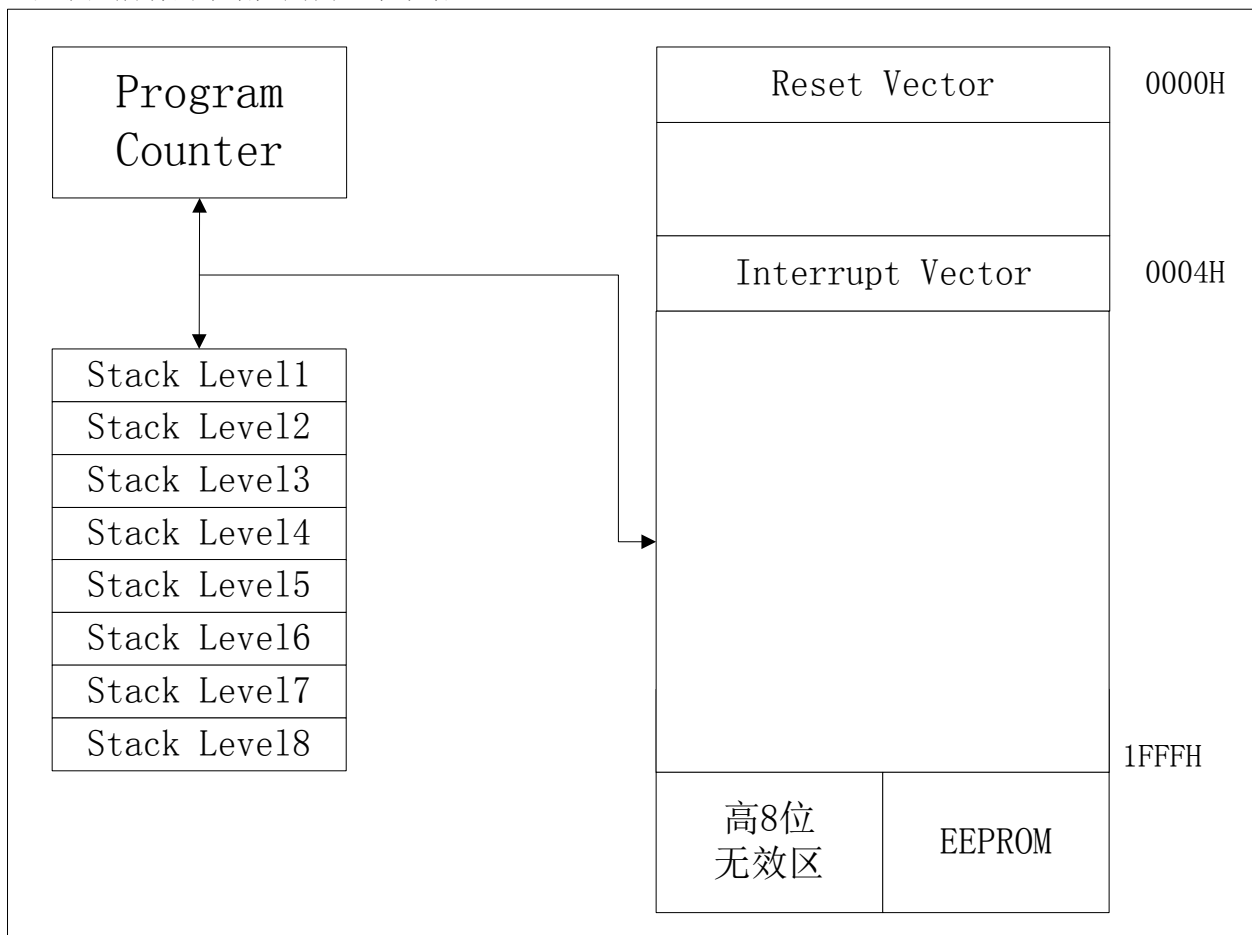 Program
Counter
Stack Level1
Stack Level2
Stack Level3
Stack Level4
Stack Level5
Stack Level6
Stack Level7
Stack Level8
Reset Vector
0000H
Interrupt Vector
0004H
1FFFH
高8位
无效区
EEPROM